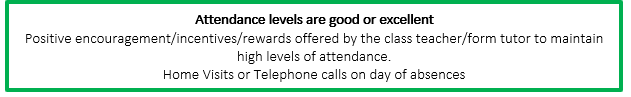 Attendance levels are good or excellent
Positive encouragement/incentives/rewards offered by the class teacher/form tutor to maintain
high levels of attendance.
Home Visits or Telephone calls on day of absences